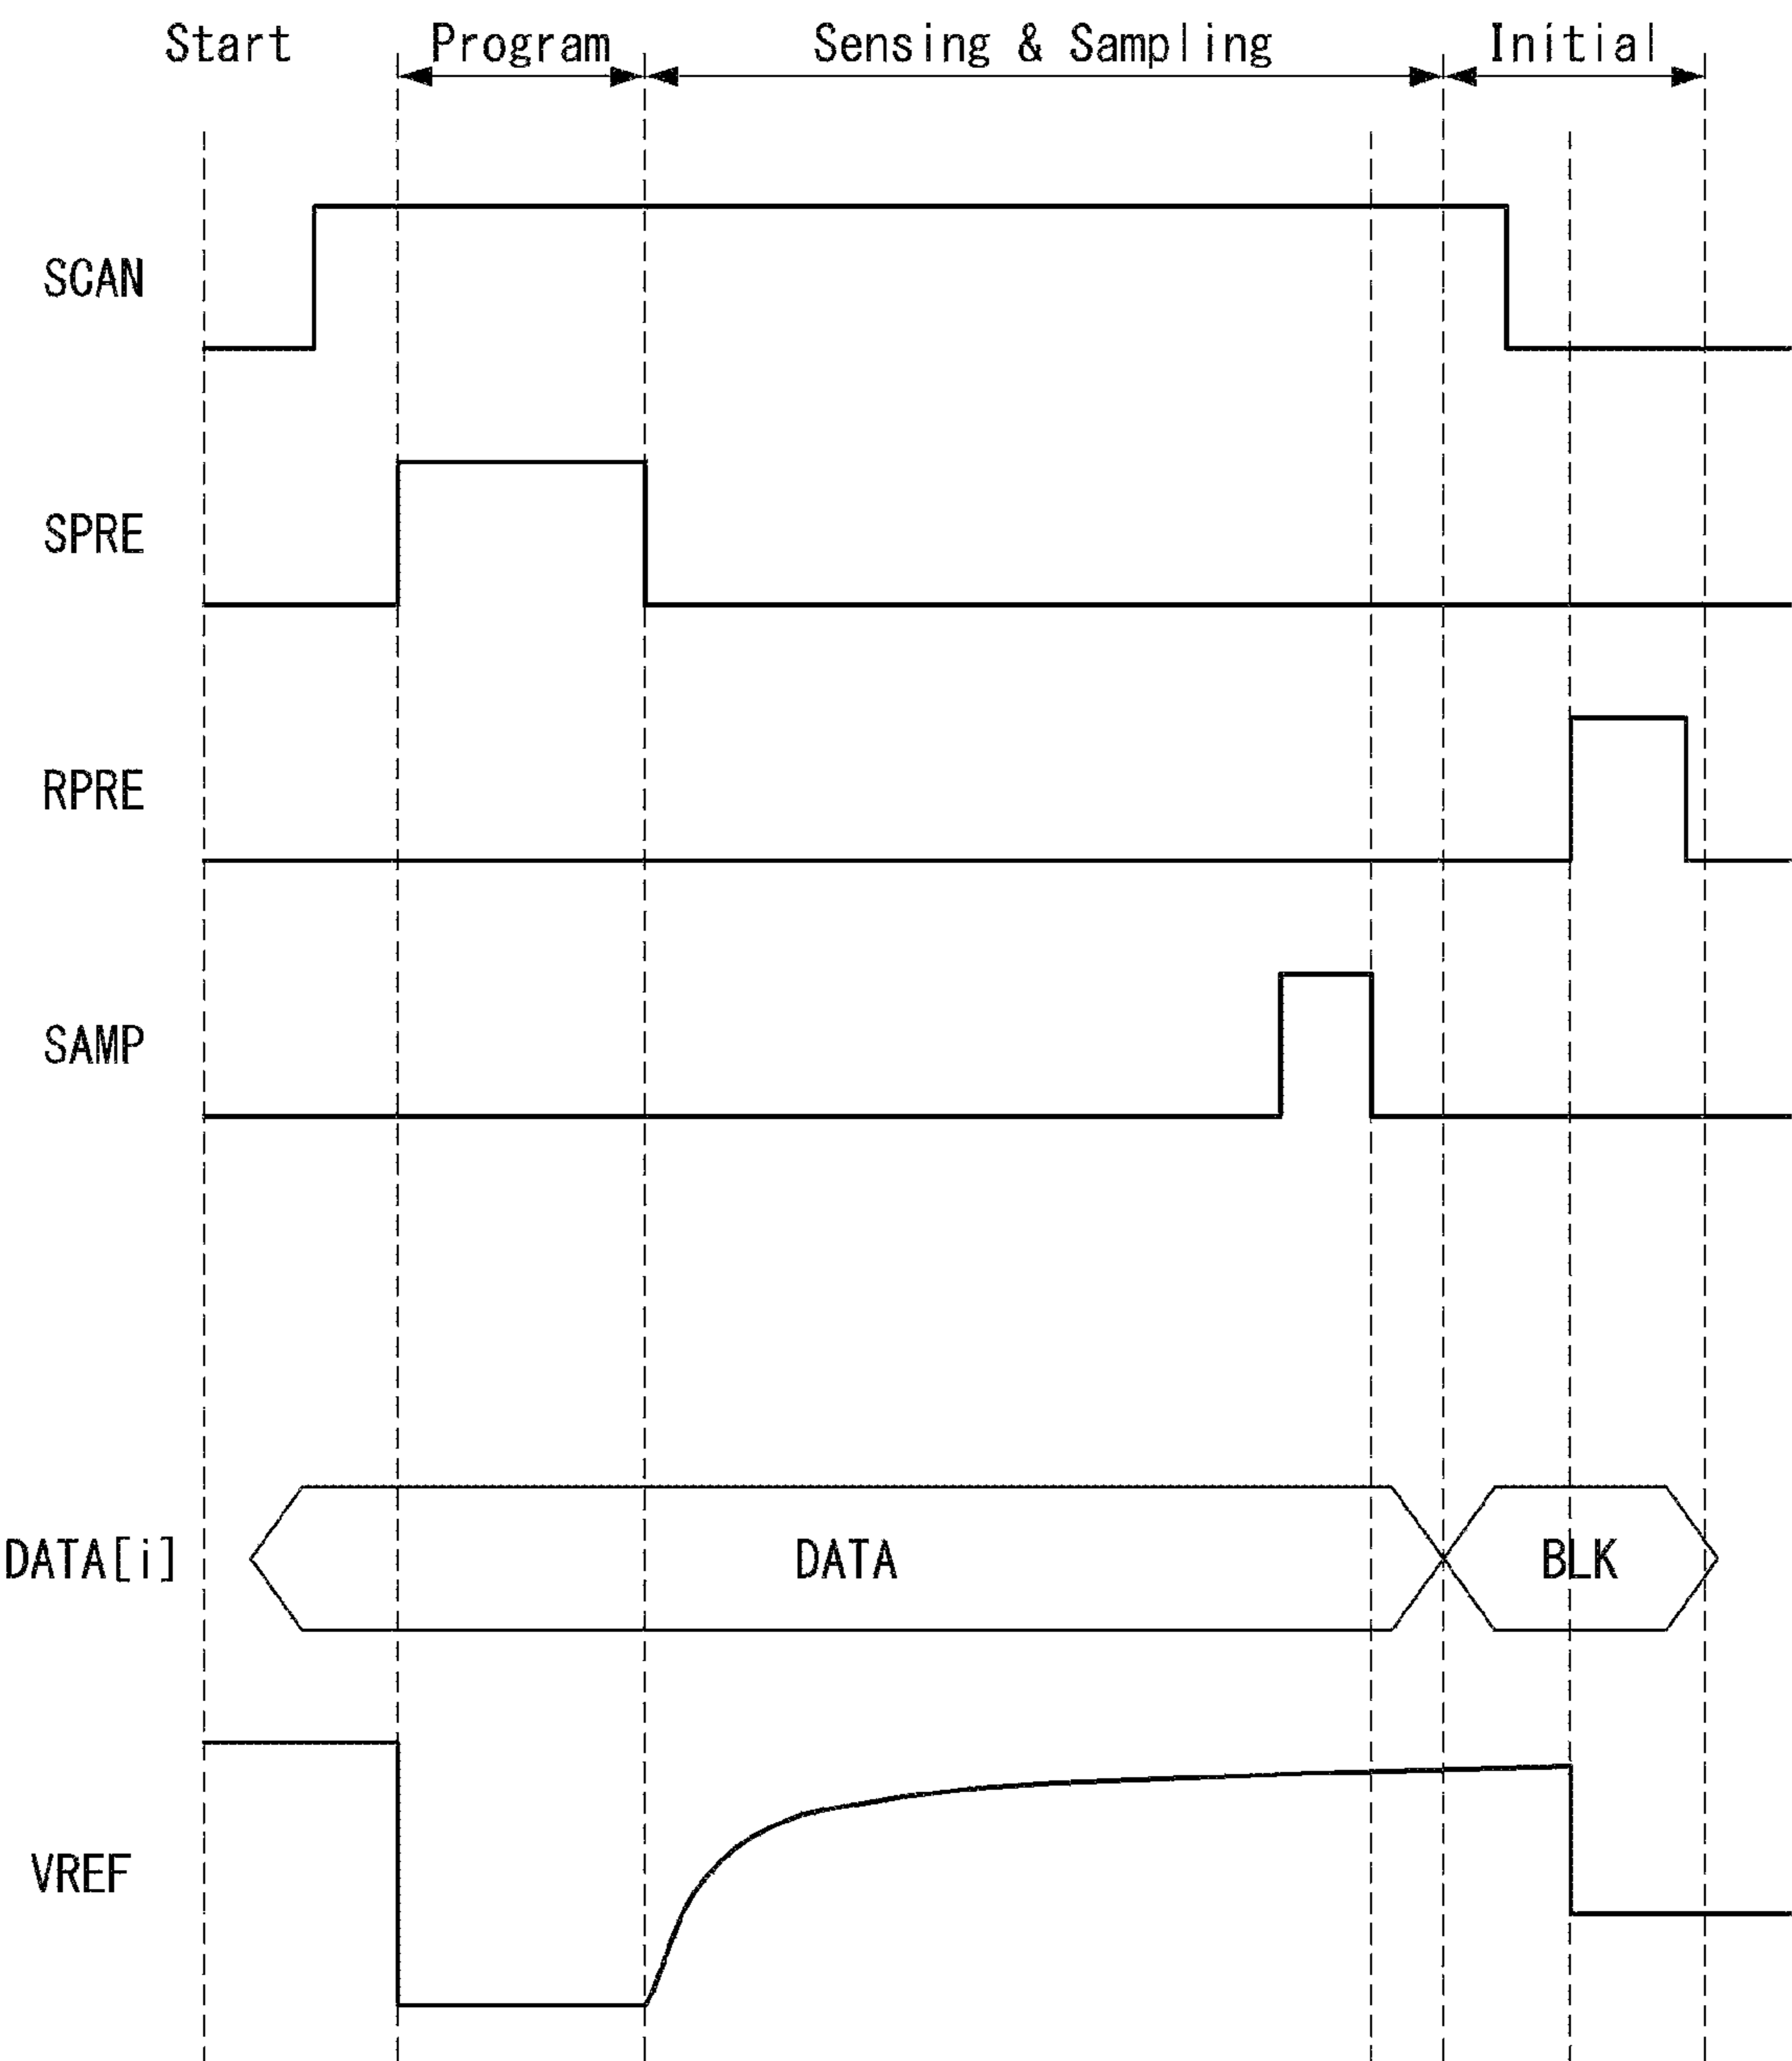 Start Program Sensing & Sampling Initial
SCAN
SPRE
RPRE
SAMP
DATA[i] DATA BLK
VREF